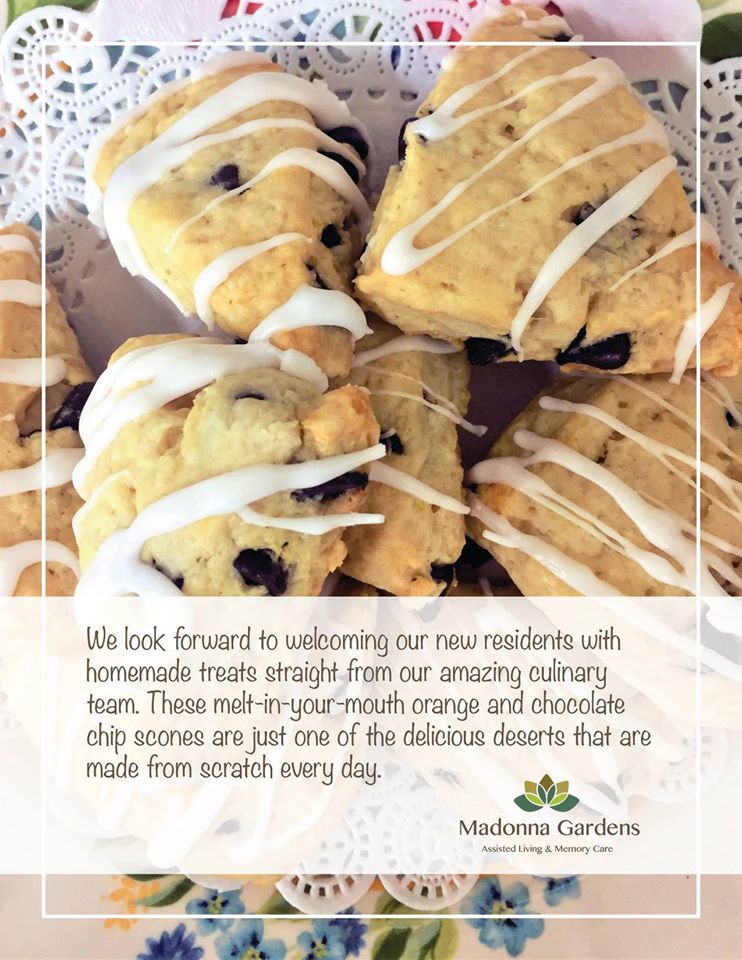 We look forward to welcoming our new residents with
homemade treats straight from our amazing culinary
team. These melt-in-your-mouth orange and chocolate
chip scones are just one of the delicious deserts that are
made from scratch every day.
Madonna Gardens
Assisted Living & Memory Care